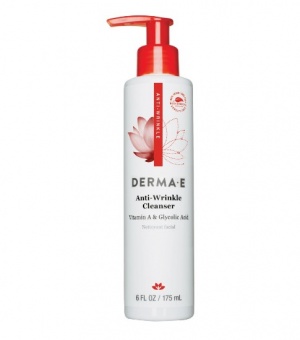 ANTI-WRINKLE
DERMA·E
Anti-Wrinkle
Cleanser
Vitamin A & Glycolic Acid
6 FL OZ / 175 mL